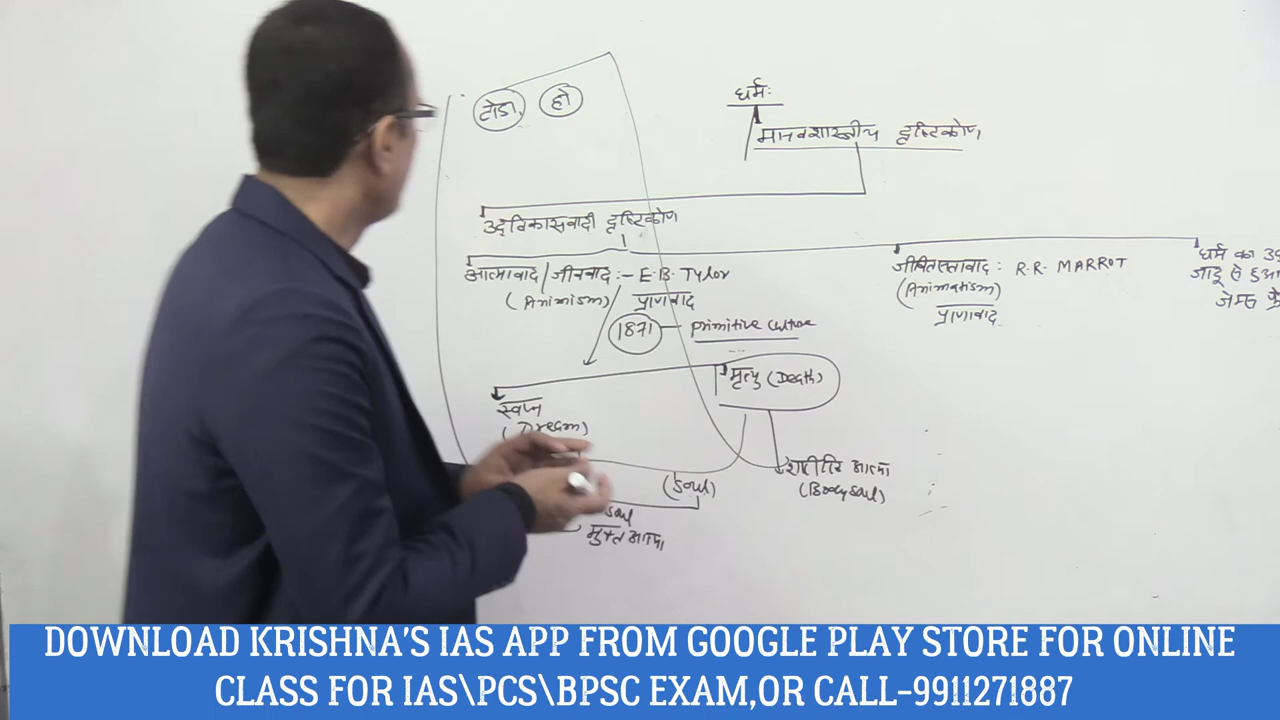 टोडा, हो
धर्मः
मानवशास्त्रीय दृष्टिकोण
उद्विकासवादी दृष्टिकोण
आत्मावाद / जीववाद :- E.B. Tylor
(Animism) प्राणवाद
जीवितसत्तावाद : R.R. MARROT
(Animatism)
प्राणावाद
धर्म का
जादू से हुआ
जेम्स
1871 - Primitive Culture
स्वप्न
(Dream)
मृत्यु (Death)
(Soul)
शारीरि आत्मा
(Body Soul)
Soul
मुक्त आत्मा
DOWNLOAD KRISHNA'S IAS APP FROM GOOGLE PLAY STORE FOR ONLINE
CLASS FOR IAS\PCS\BPSC EXAM,OR CALL-9911271887